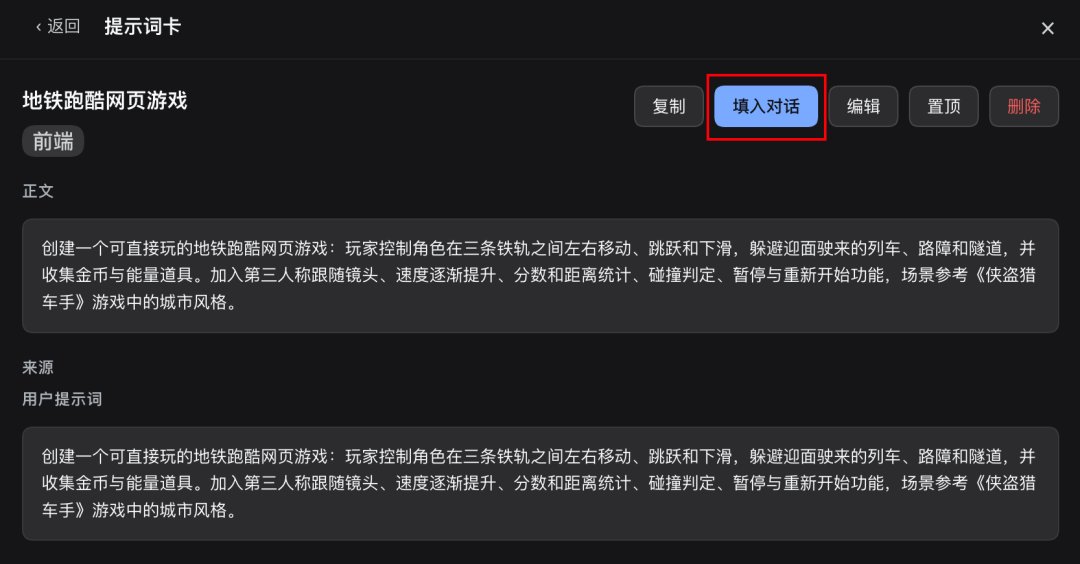 ‹ 返回 提示词卡 ×
地铁跑酷网页游戏
复制 填入对话 编辑 置顶 删除
前端
正文
创建一个可直接玩的地铁跑酷网页游戏：玩家控制角色在三条铁轨之间左右移动、跳跃和下滑，躲避迎面驶来的列车、路障和隧道，并
收集金币与能量道具。加入第三人称跟随镜头、速度逐渐提升、分数和距离统计、碰撞判定、暂停与重新开始功能，场景参考《侠盗猎
车手》游戏中的城市风格。
来源
用户提示词
创建一个可直接玩的地铁跑酷网页游戏：玩家控制角色在三条铁轨之间左右移动、跳跃和下滑，躲避迎面驶来的列车、路障和隧道，并
收集金币与能量道具。加入第三人称跟随镜头、速度逐渐提升、分数和距离统计、碰撞判定、暂停与重新开始功能，场景参考《侠盗猎
车手》游戏中的城市风格。